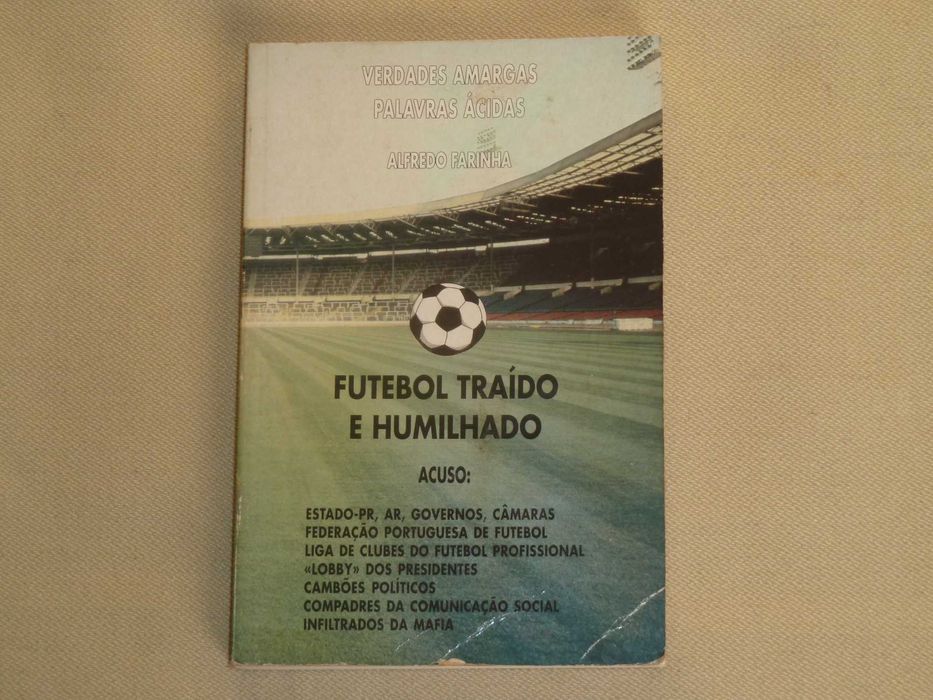 VERDADES AMARGAS
PALAVRAS ÁCIDAS
ALFREDO FARINHA
FUTEBOL TRAÍDO
E HUMILHADO
ACUSO:
ESTADO-PR, AR, GOVERNOS, CÂMARAS
FEDERAÇÃO PORTUGUESA DE FUTEBOL
LIGA DE CLUBES DO FUTEBOL PROFISSIONAL
«LOBBY» DOS PRESIDENTES
CAMBÕES POLÍTICOS
COMPADRES DA COMUNICAÇÃO SOCIAL
INFILTRADOS DA MAFIA